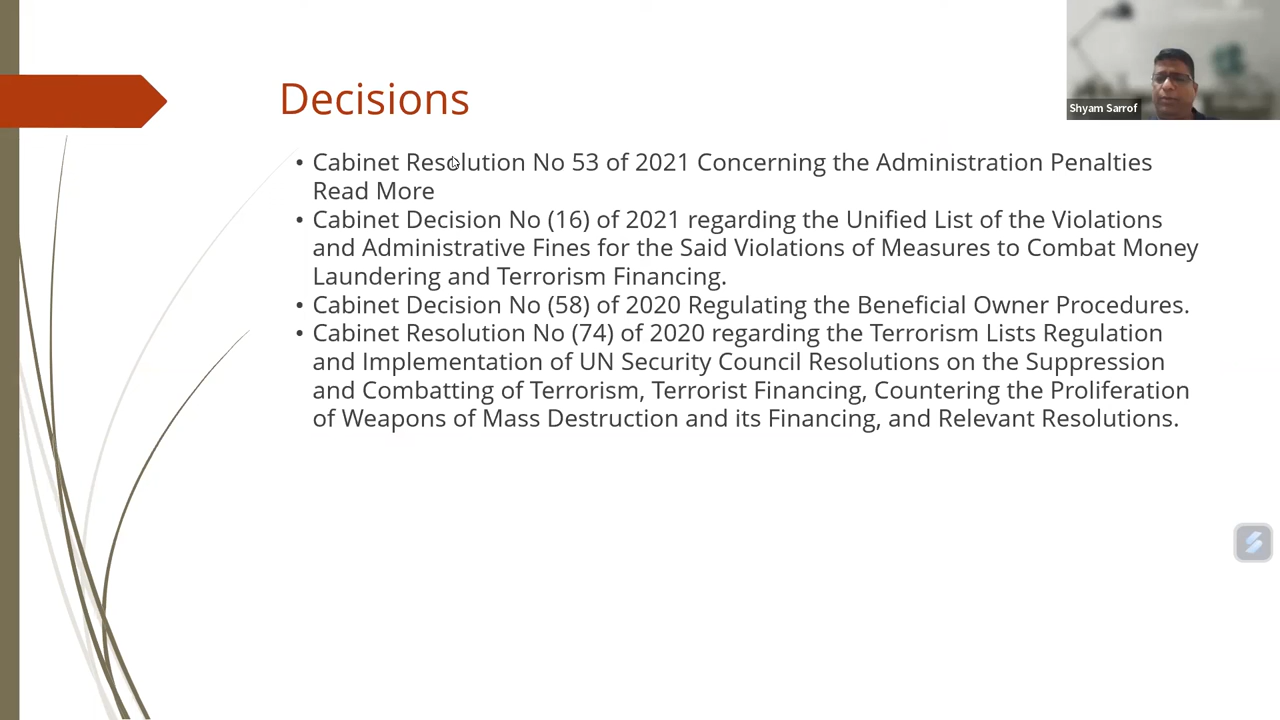 Shyam Sarrof
Decisions
• Cabinet Resolution No 53 of 2021 Concerning the Administration Penalties
Read More
• Cabinet Decision No (16) of 2021 regarding the Unified List of the Violations
and Administrative Fines for the Said Violations of Measures to Combat Money
Laundering and Terrorism Financing.
• Cabinet Decision No (58) of 2020 Regulating the Beneficial Owner Procedures.
• Cabinet Resolution No (74) of 2020 regarding the Terrorism Lists Regulation
and Implementation of UN Security Council Resolutions on the Suppression
and Combatting of Terrorism, Terrorist Financing, Countering the Proliferation
of Weapons of Mass Destruction and its Financing, and Relevant Resolutions.